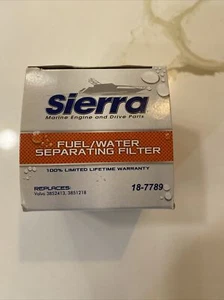 Sierra
Marine Engine and Drive Parts
FUEL/WATER
SEPARATING FILTER
100% LIMITED LIFETIME WARRANTY
REPLACES:
18-7789
Volvo 3852413, 3851218